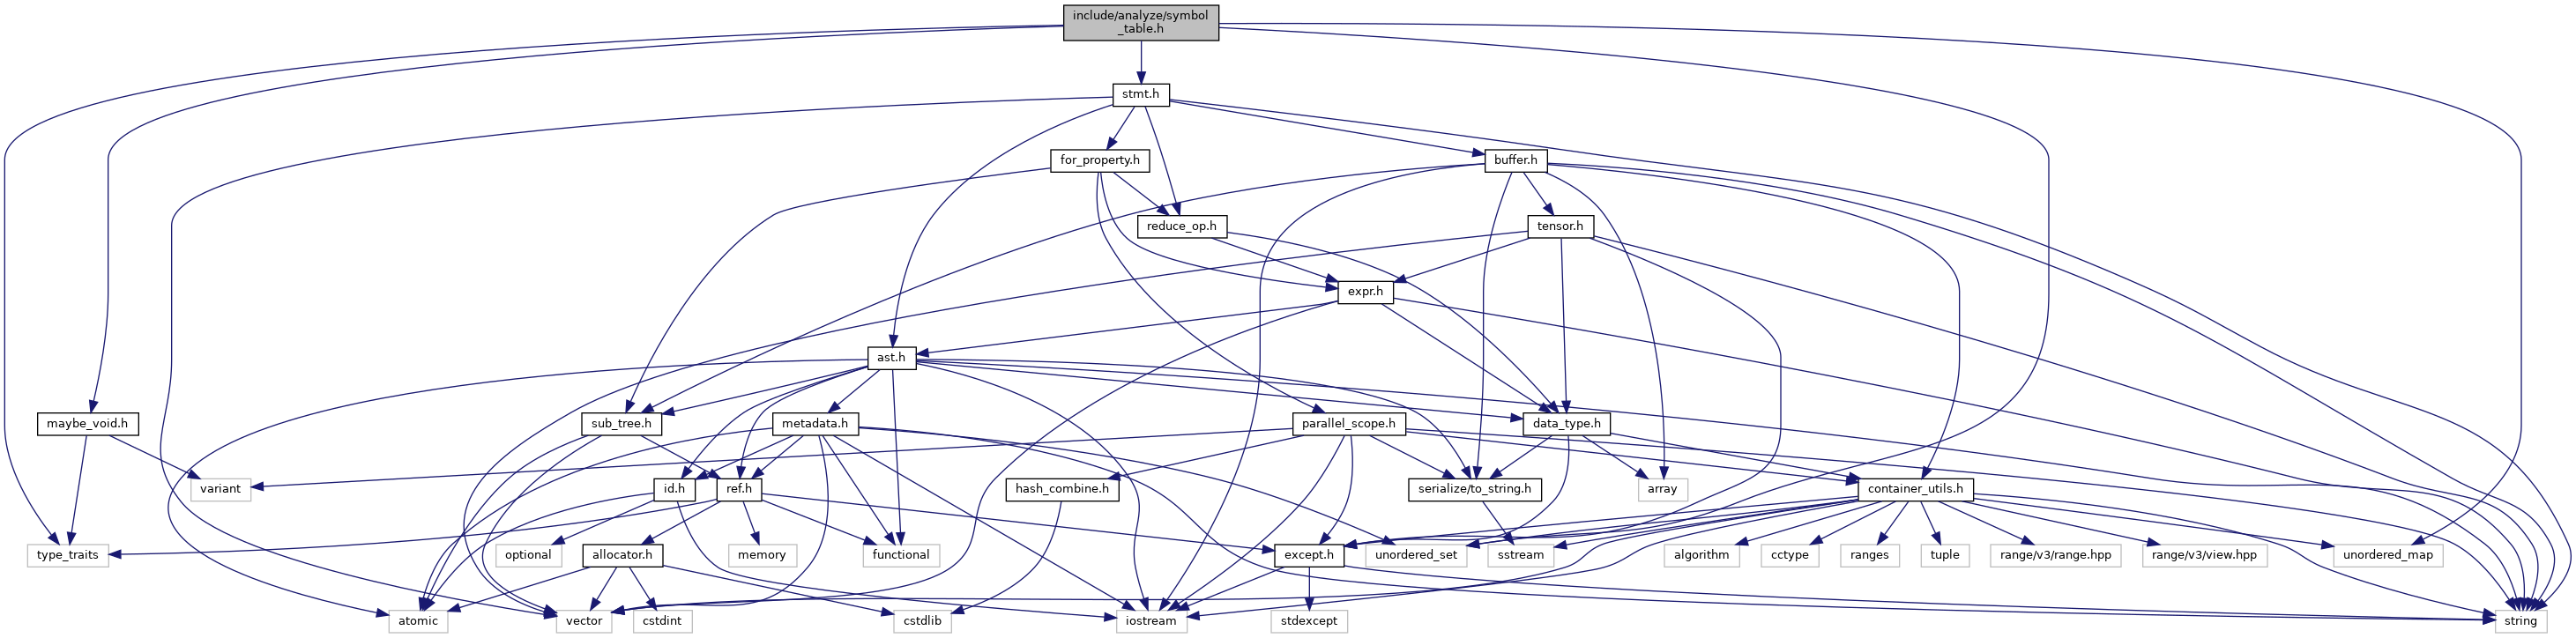 include/analyze/symbol
_table.h
stmt.h
for_property.h
buffer.h
reduce_op.h
tensor.h
expr.h
ast.h
maybe_void.h
sub_tree.h
metadata.h
parallel_scope.h
data_type.h
variant
id.h
ref.h
hash_combine.h
serialize/to_string.h
array
container_utils.h
type_traits
optional
allocator.h
memory
functional
except.h
unordered_set
sstream
algorithm
cctype
ranges
tuple
range/v3/range.hpp
range/v3/view.hpp
unordered_map
atomic
vector
cstdint
cstdlib
iostream
stdexcept
string